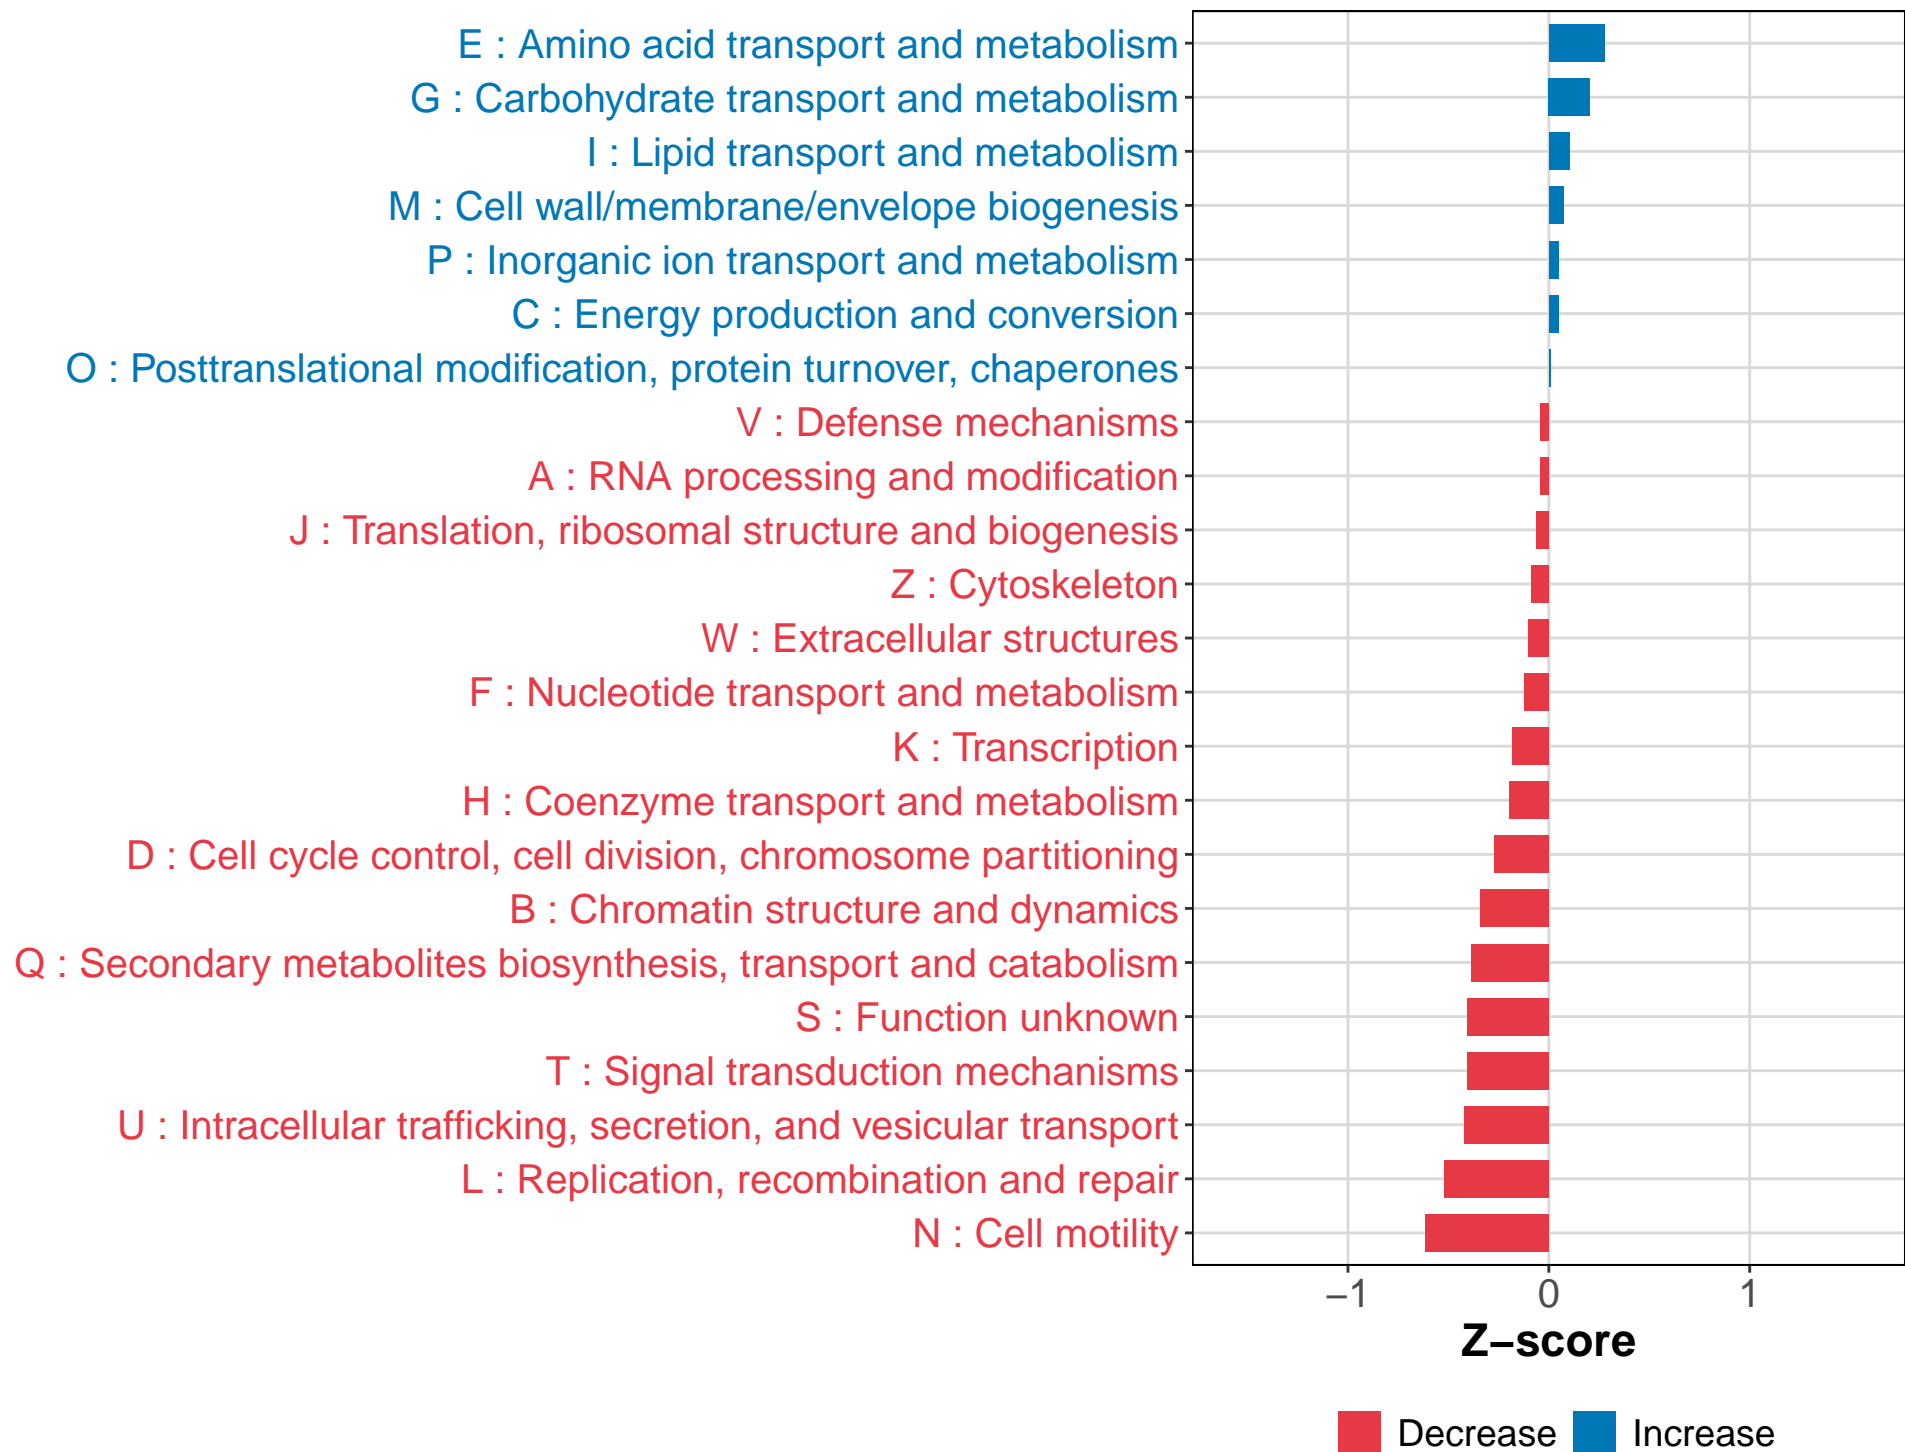 E : Amino acid transport and metabolism
G : Carbohydrate transport and metabolism
I : Lipid transport and metabolism
M : Cell wall/membrane/envelope biogenesis
P : Inorganic ion transport and metabolism
C : Energy production and conversion
O : Posttranslational modification, protein turnover, chaperones
V : Defense mechanisms
A : RNA processing and modification
J : Translation, ribosomal structure and biogenesis
Z : Cytoskeleton
W : Extracellular structures
F : Nucleotide transport and metabolism
K : Transcription
H : Coenzyme transport and metabolism
D : Cell cycle control, cell division, chromosome partitioning
B : Chromatin structure and dynamics
Q : Secondary metabolites biosynthesis, transport and catabolism
S : Function unknown
T : Signal transduction mechanisms
U : Intracellular trafficking, secretion, and vesicular transport
L : Replication, recombination and repair
N : Cell motility
−1 0 1
Z−score
Decrease Increase